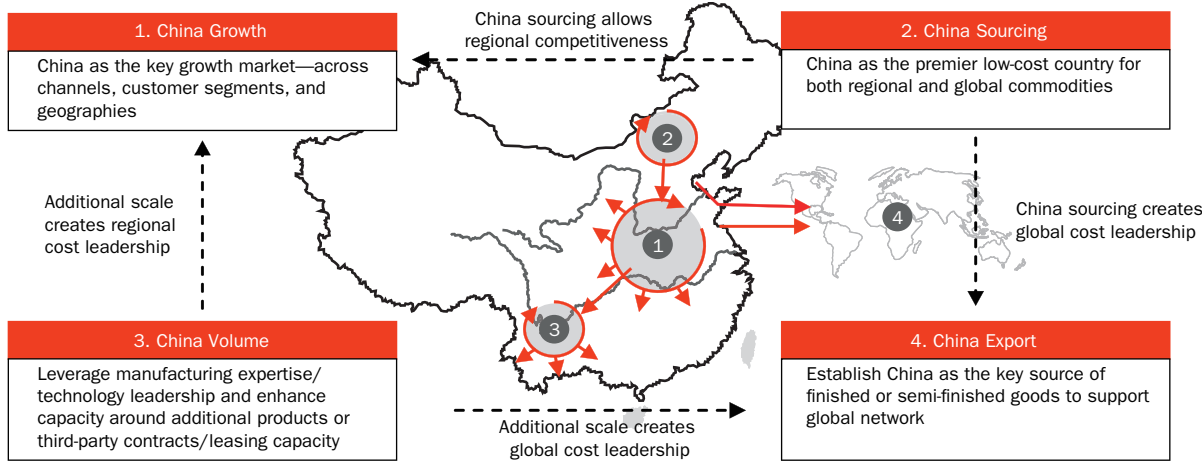 1. China Growth
China as the key growth market—across
channels, customer segments, and
geographies
China sourcing allows
regional competitiveness
2. China Sourcing
China as the premier low-cost country for
both regional and global commodities
2
1
3
4
Additional scale
creates regional
cost leadership
China sourcing creates
global cost leadership
3. China Volume
Leverage manufacturing expertise/
technology leadership and enhance
capacity around additional products or
third-party contracts/leasing capacity
Additional scale creates
global cost leadership
4. China Export
Establish China as the key source of
finished or semi-finished goods to support
global network